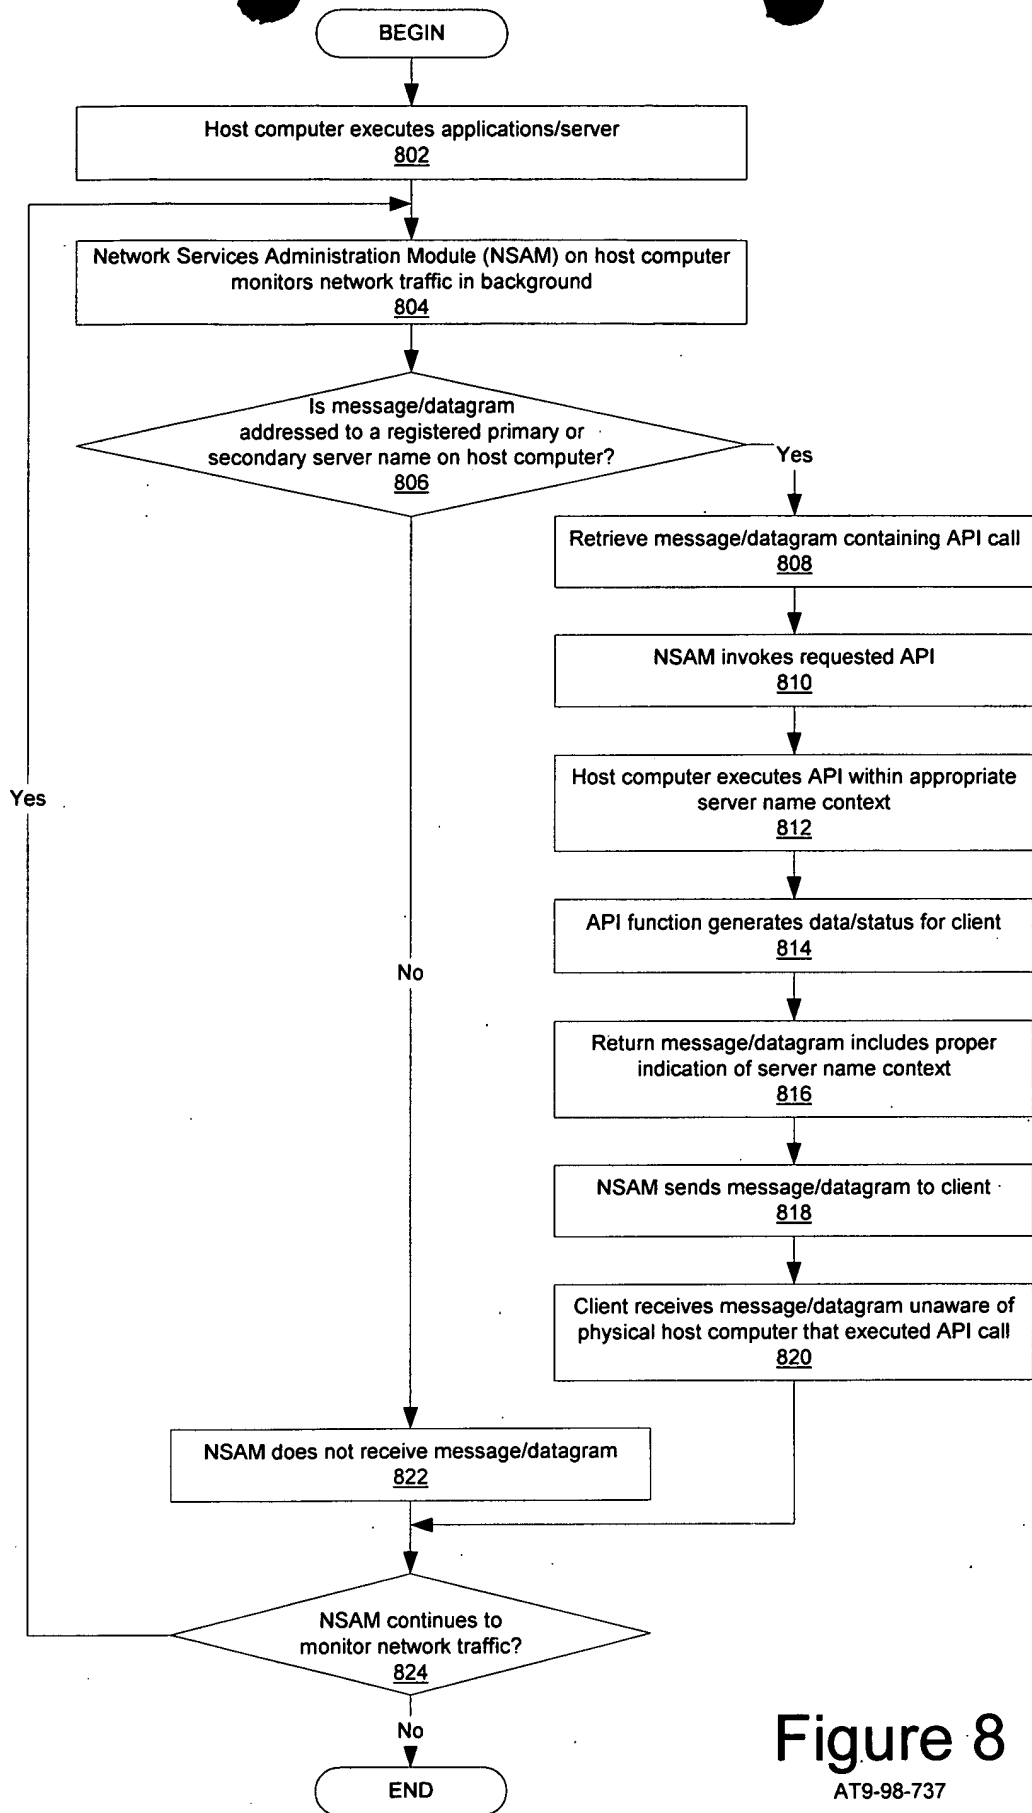 BEGIN
Host computer executes applications/server
802
Network Services Administration Module (NSAM) on host computer
monitors network traffic in background
804
Is message/datagram
addressed to a registered primary or
secondary server name on host computer?
806
Yes
Retrieve message/datagram containing API call
808
NSAM invokes requested API
810
Host computer executes API within appropriate
server name context
812
Yes
API function generates data/status for client
814
No
Return message/datagram includes proper
indication of server name context
816
NSAM sends message/datagram to client
818
Client receives message/datagram unaware of
physical host computer that executed API call
820
NSAM does not receive message/datagram
822
NSAM continues to
monitor network traffic?
824
No
END
Figure 8
AT9-98-737